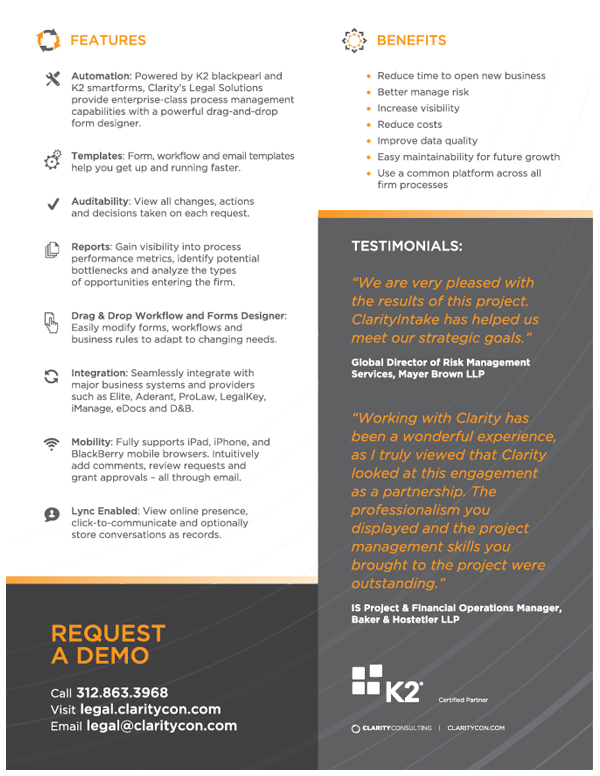 FEATURES
Automation: Powered by K2 blackpearl and
K2 smartforms, Clarity's Legal Solutions
provide enterprise-class process management
capabilities with a powerful drag-and-drop
form designer.
Templates: Form, workflow and email templates
help you get up and running faster.
Auditability: View all changes, actions
and decisions taken on each request.
Reports: Gain visibility into process
performance metrics, identify potential
bottlenecks and analyze the types
of opportunities entering the firm.
Drag & Drop Workflow and Forms Designer:
Easily modify forms, workflows and
business rules to adapt to changing needs.
Integration: Seamlessly integrate with
major business systems and providers
such as Elite, Aderant, ProLaw, LegalKey,
iManage, eDocs and D&B.
Mobility: Fully supports iPad, iPhone, and
BlackBerry mobile browsers. Intuitively
add comments, review requests and
grant approvals – all through email.
Lync Enabled: View online presence,
click-to-communicate and optionally
store conversations as records.
REQUEST
A DEMO
Call 312.863.3968
Visit legal.claritycon.com
Email legal@claritycon.com
BENEFITS
• Reduce time to open new business
• Better manage risk
• Increase visibility
• Reduce costs
• Improve data quality
• Easy maintainability for future growth
• Use a common platform across all
firm processes
TESTIMONIALS:
“We are very pleased with
the results of this project.
ClarityIntake has helped us
meet our strategic goals.”
Global Director of Risk Management
Services, Mayer Brown LLP
“Working with Clarity has
been a wonderful experience,
as I truly viewed that Clarity
looked at this engagement
as a partnership. The
professionalism you
displayed and the project
management skills you
brought to the project were
outstanding.”
IS Project & Financial Operations Manager,
Baker & Hostetler LLP
K2® Certified Partner
CLARITYCONSULTING | CLARITYCON.COM